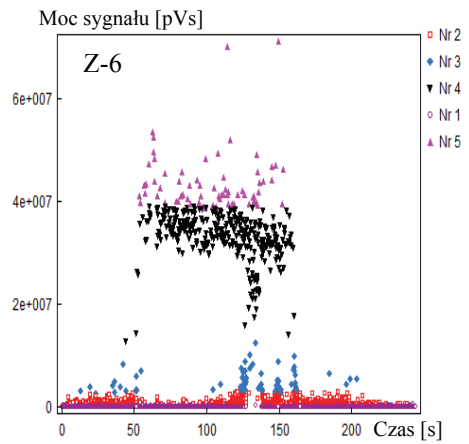 Moc sygnału [pVs]
Z-6
Nr 2
Nr 3
Nr 4
Nr 1
Nr 5
6e+007
4e+007
2e+007
0
0 50 100 150 200 Czas [s]